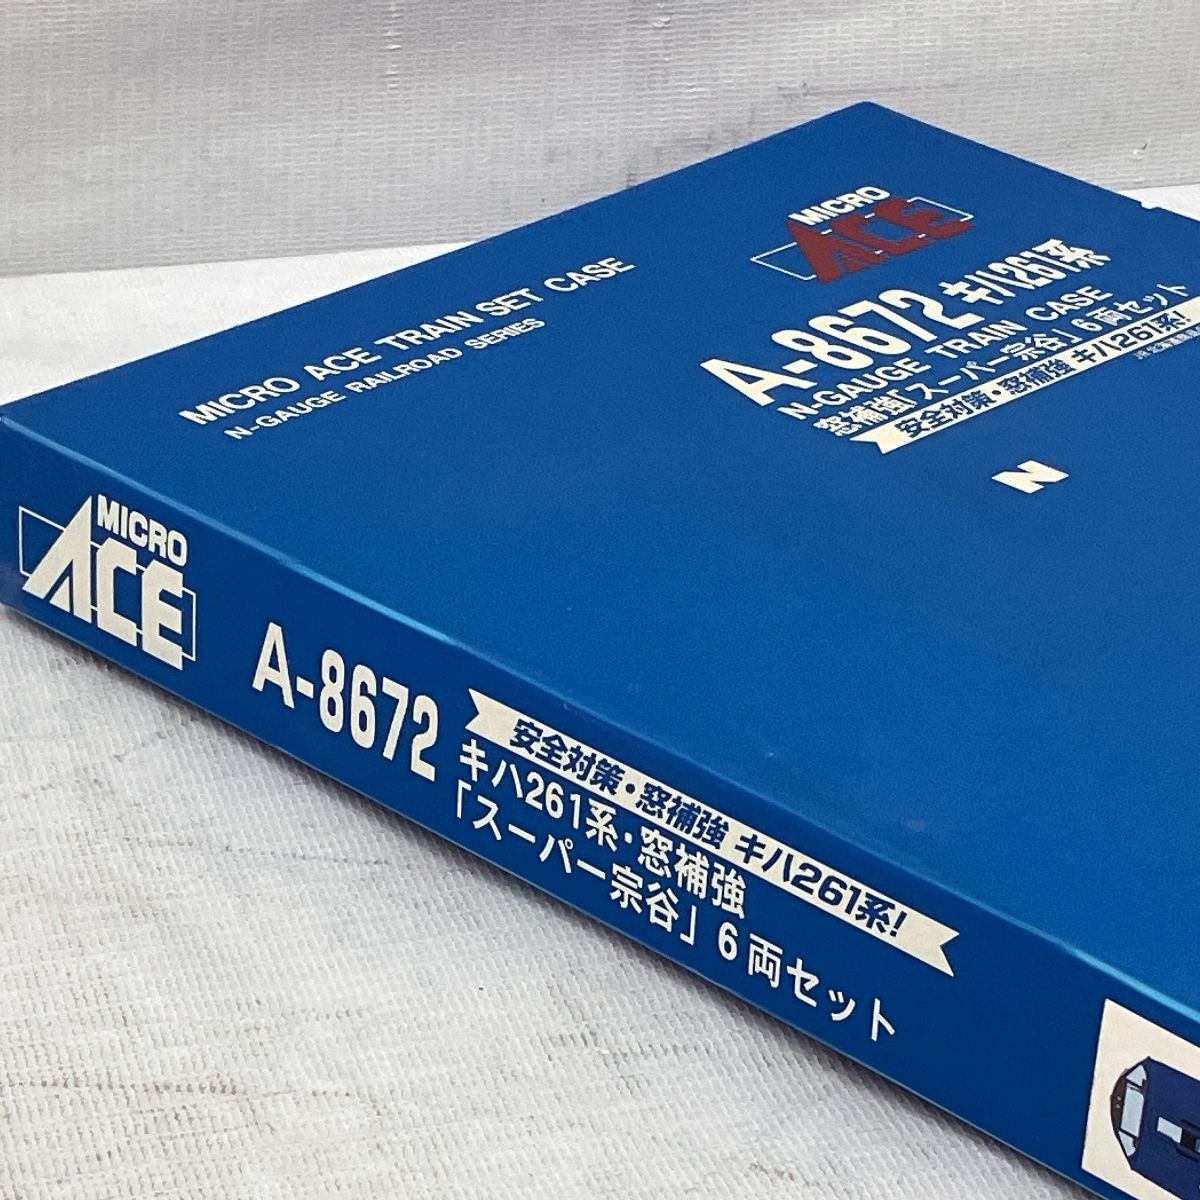 MICRO ACE TRAIN SET CASE
N-GAUGE RAILROAD SERIES
MICRO
ACE
A-8672 キハ261系
N-GAUGE TRAIN CASE
窓補強「スーパー宗谷」6両セット
安全対策・窓補強 キハ261系!
N
MICRO
ACE
A-8672
安全対策・窓補強 キハ261系!
キハ261系・窓補強
「スーパー宗谷」6両セット